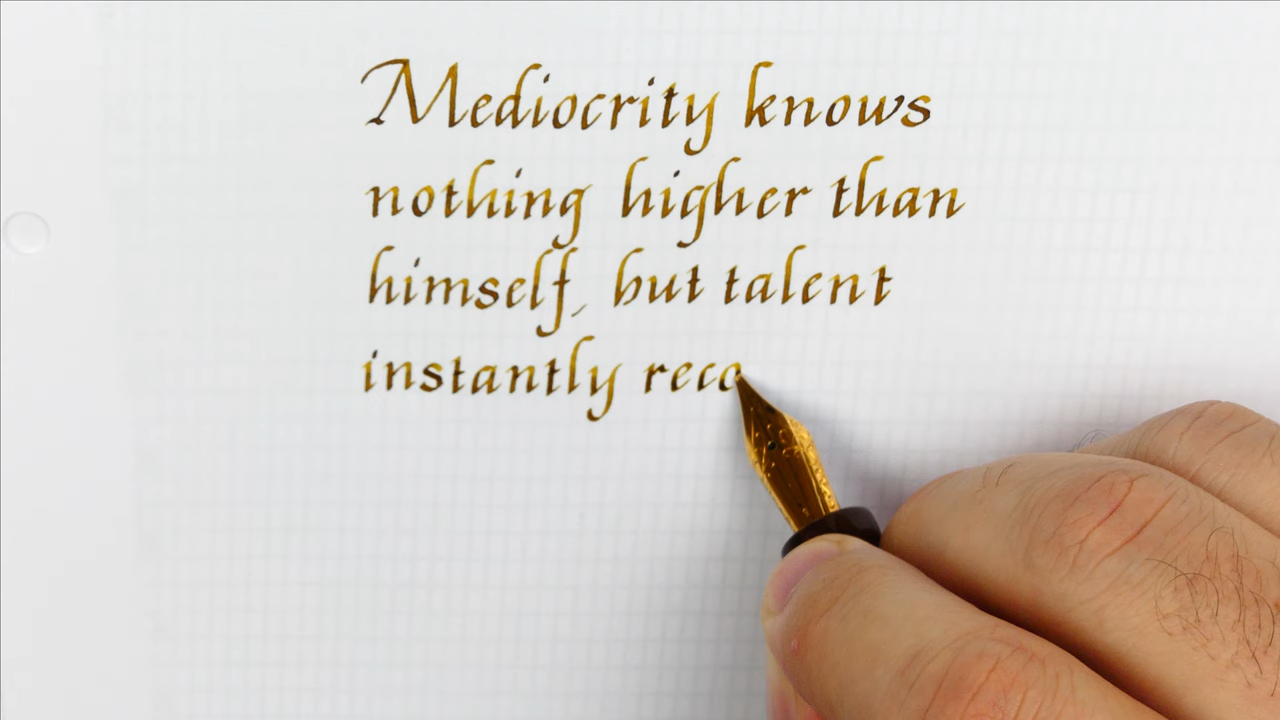 Mediocrity knows
nothing higher than
himself, but talent
instantly reco